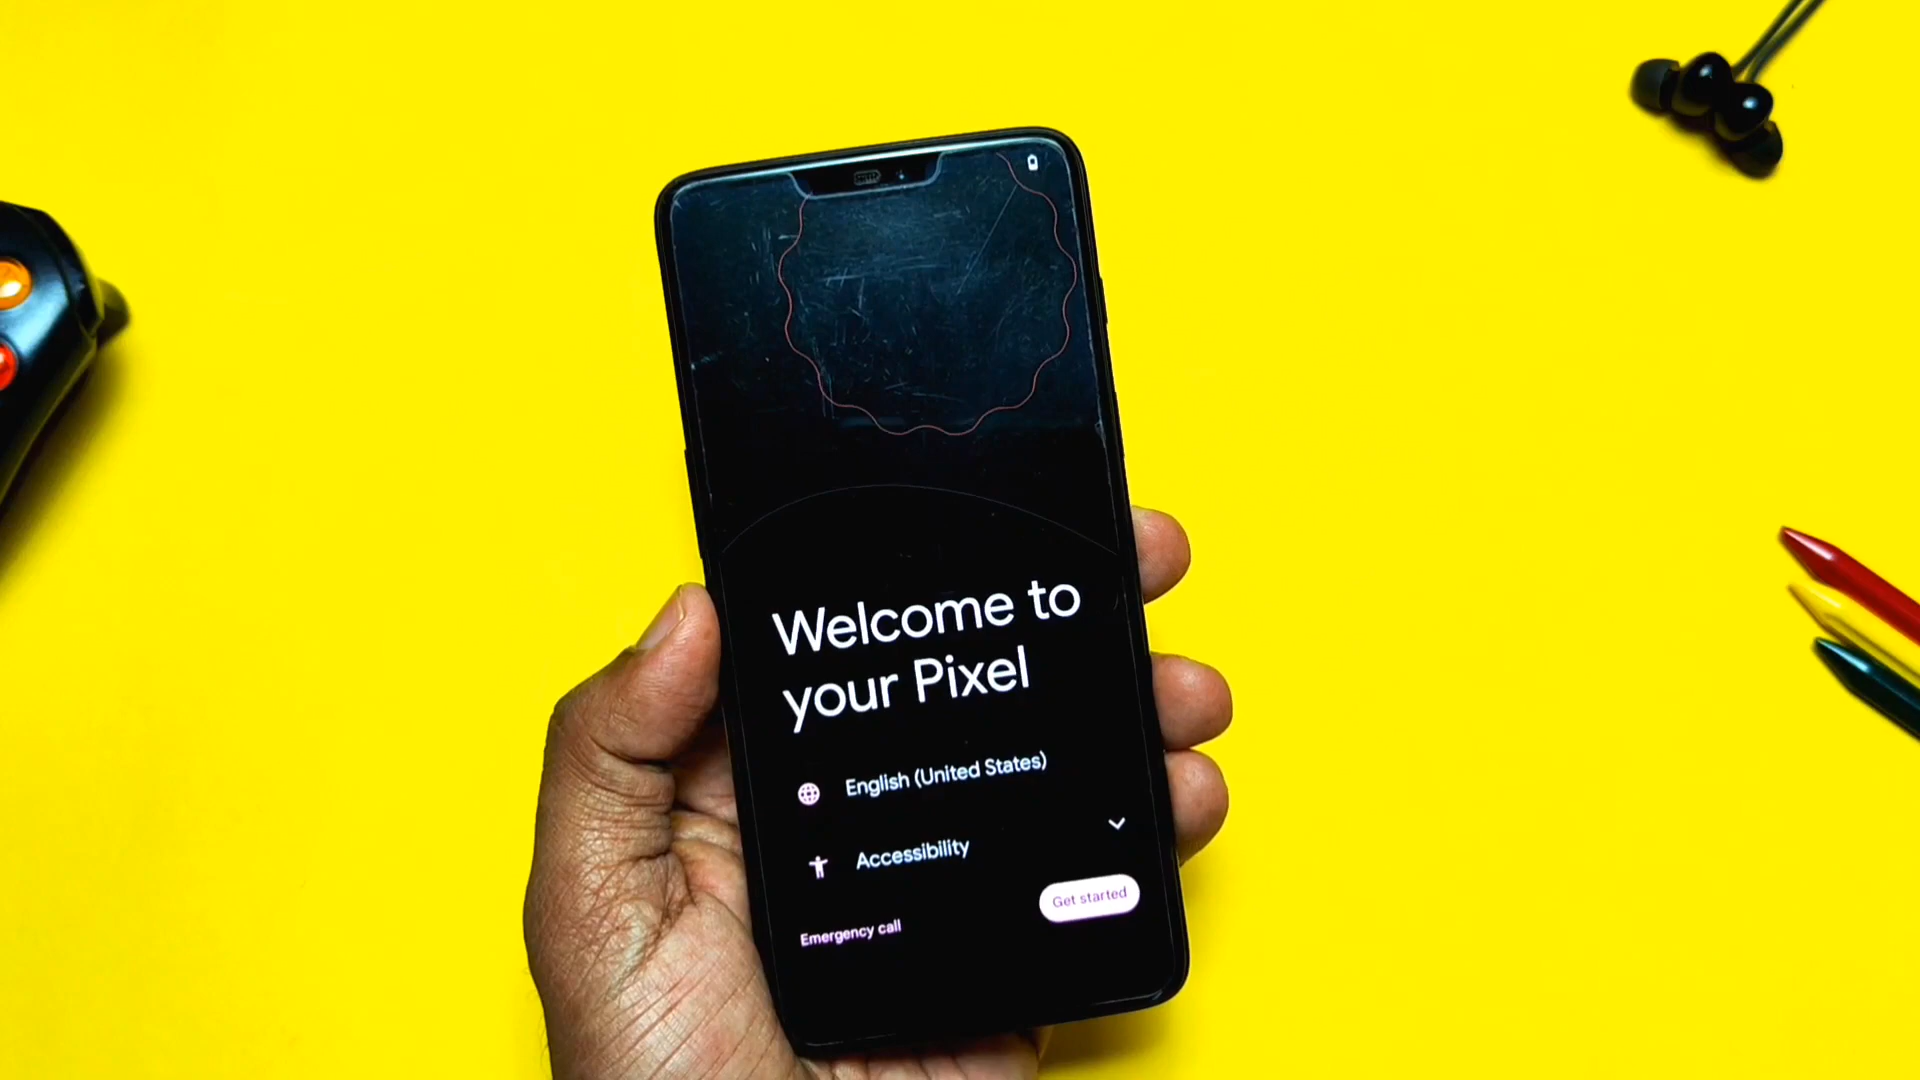 Welcome to
your Pixel
English (United States)
Accessibility
Get started
Emergency call